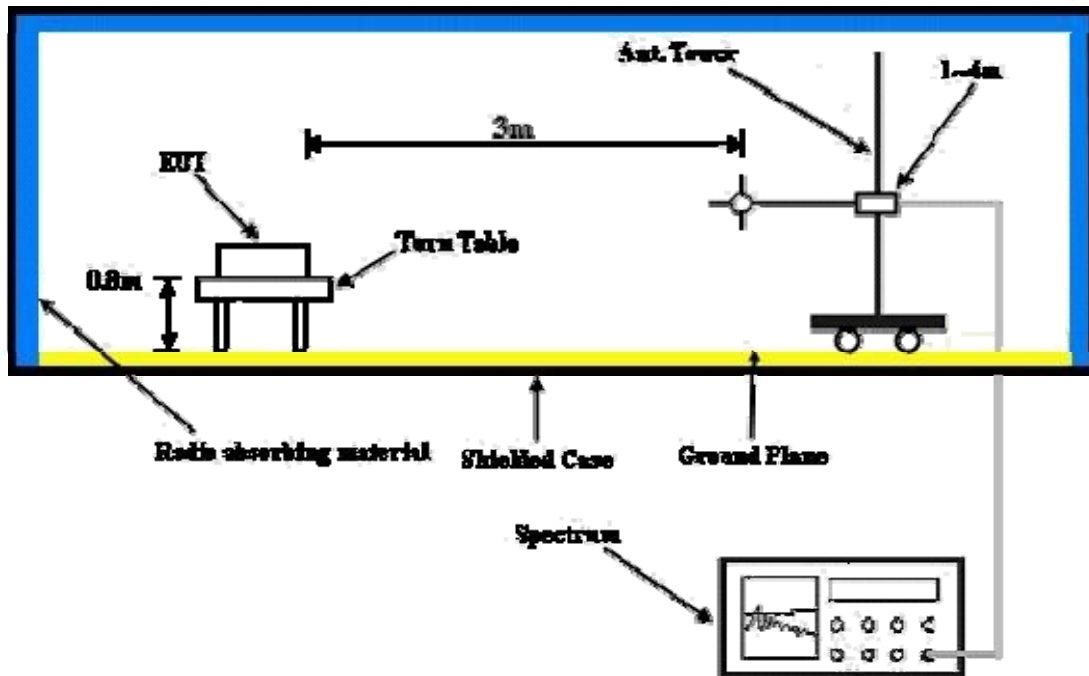 Ant. Tower
1-4m
3m
EUT
Turn Table
0.8m
Radio absorbing material
Shielded Case
Ground Plane
Spectrum